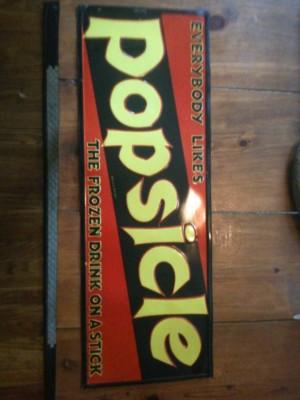 EVERYBODY LIKES
popsicle
THE FROZEN DRINK ON A STICK